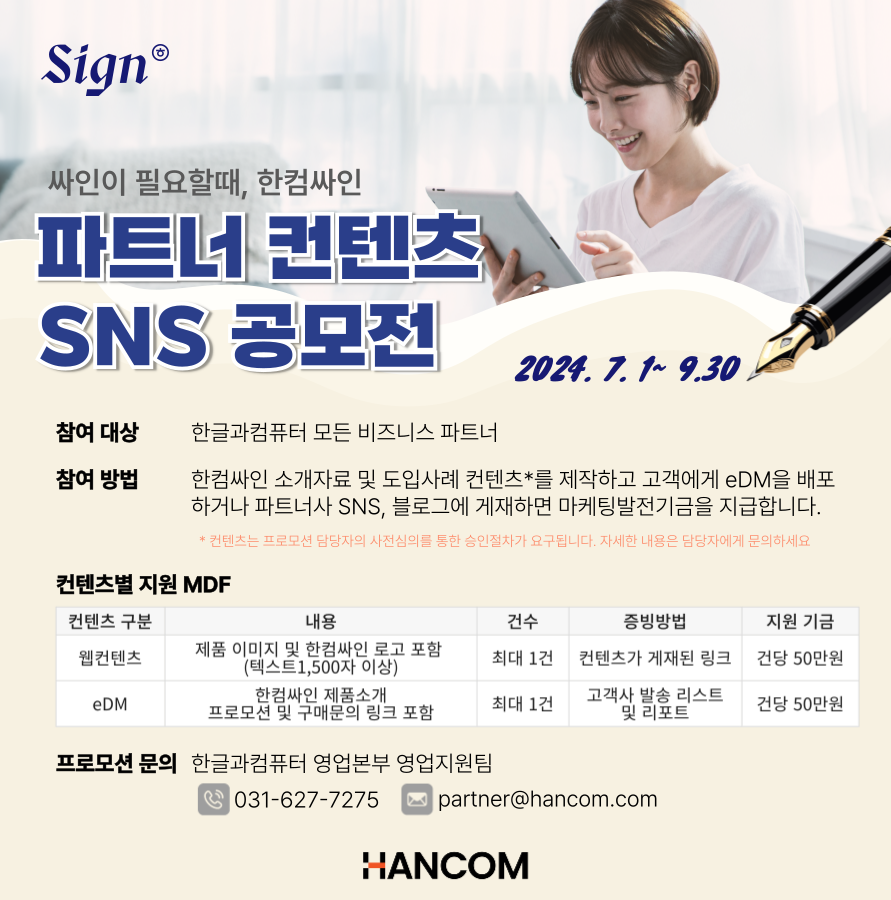 Sign
싸인이 필요할때, 한컴싸인
파트너 컨텐츠
SNS 공모전
2024. 7. 1~ 9.30
참여 대상 한글과컴퓨터 모든 비즈니스 파트너
참여 방법 한컴싸인 소개자료 및 도입사례 컨텐츠*를 제작하고 고객에게 eDM을 배포
하거나 파트너사 SNS, 블로그에 게재하면 마케팅발전기금을 지급합니다.
* 컨텐츠는 프로모션 담당자의 사전심의를 통한 승인절차가 요구됩니다. 자세한 내용은 담당자에게 문의하세요
컨텐츠별 지원 MDF
컨텐츠 구분 내용 건수 증빙방법 지원 기금
웹컨텐츠 제품 이미지 및 한컴싸인 로고 포함 (텍스트1,500자 이상) 최대 1건 컨텐츠가 게재된 링크 건당 50만원
eDM 한컴싸인 제품소개 프로모션 및 구매문의 링크 포함 최대 1건 고객사 발송 리스트 및 리포트 건당 50만원
프로모션 문의 한글과컴퓨터 영업본부 영업지원팀
031-627-7275 partner@hancom.com
HANCOM